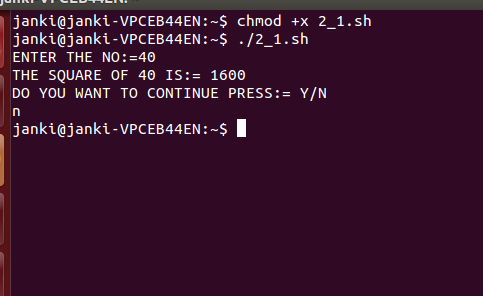 janki@janki-VPCEB44EN:~$ chmod +x 2_1.sh
janki@janki-VPCEB44EN:~$ ./2_1.sh
ENTER THE NO:=40
THE SQUARE OF 40 IS:= 1600
DO YOU WANT TO CONTINUE PRESS:= Y/N
n
janki@janki-VPCEB44EN:~$